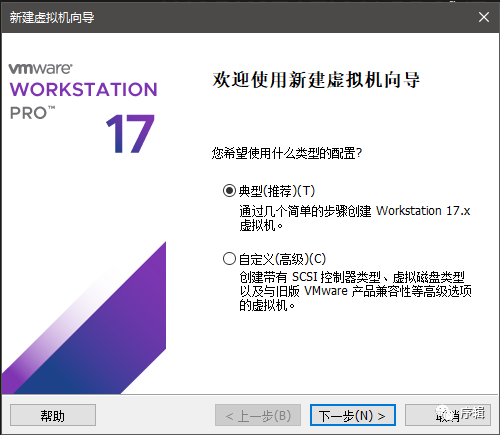 新建虚拟机向导
vmware®
WORKSTATION
PRO™
17
欢迎使用新建虚拟机向导
您希望使用什么类型的配置?
典型(推荐)(T)
通过几个简单的步骤创建 Workstation 17.x
虚拟机。
自定义(高级)(C)
创建带有 SCSI 控制器类型、虚拟磁盘类型
以及与旧版 VMware 产品兼容性等高级选项
的虚拟机。
帮助
< 上一步(B)
下一步(N) >
取消
序辑